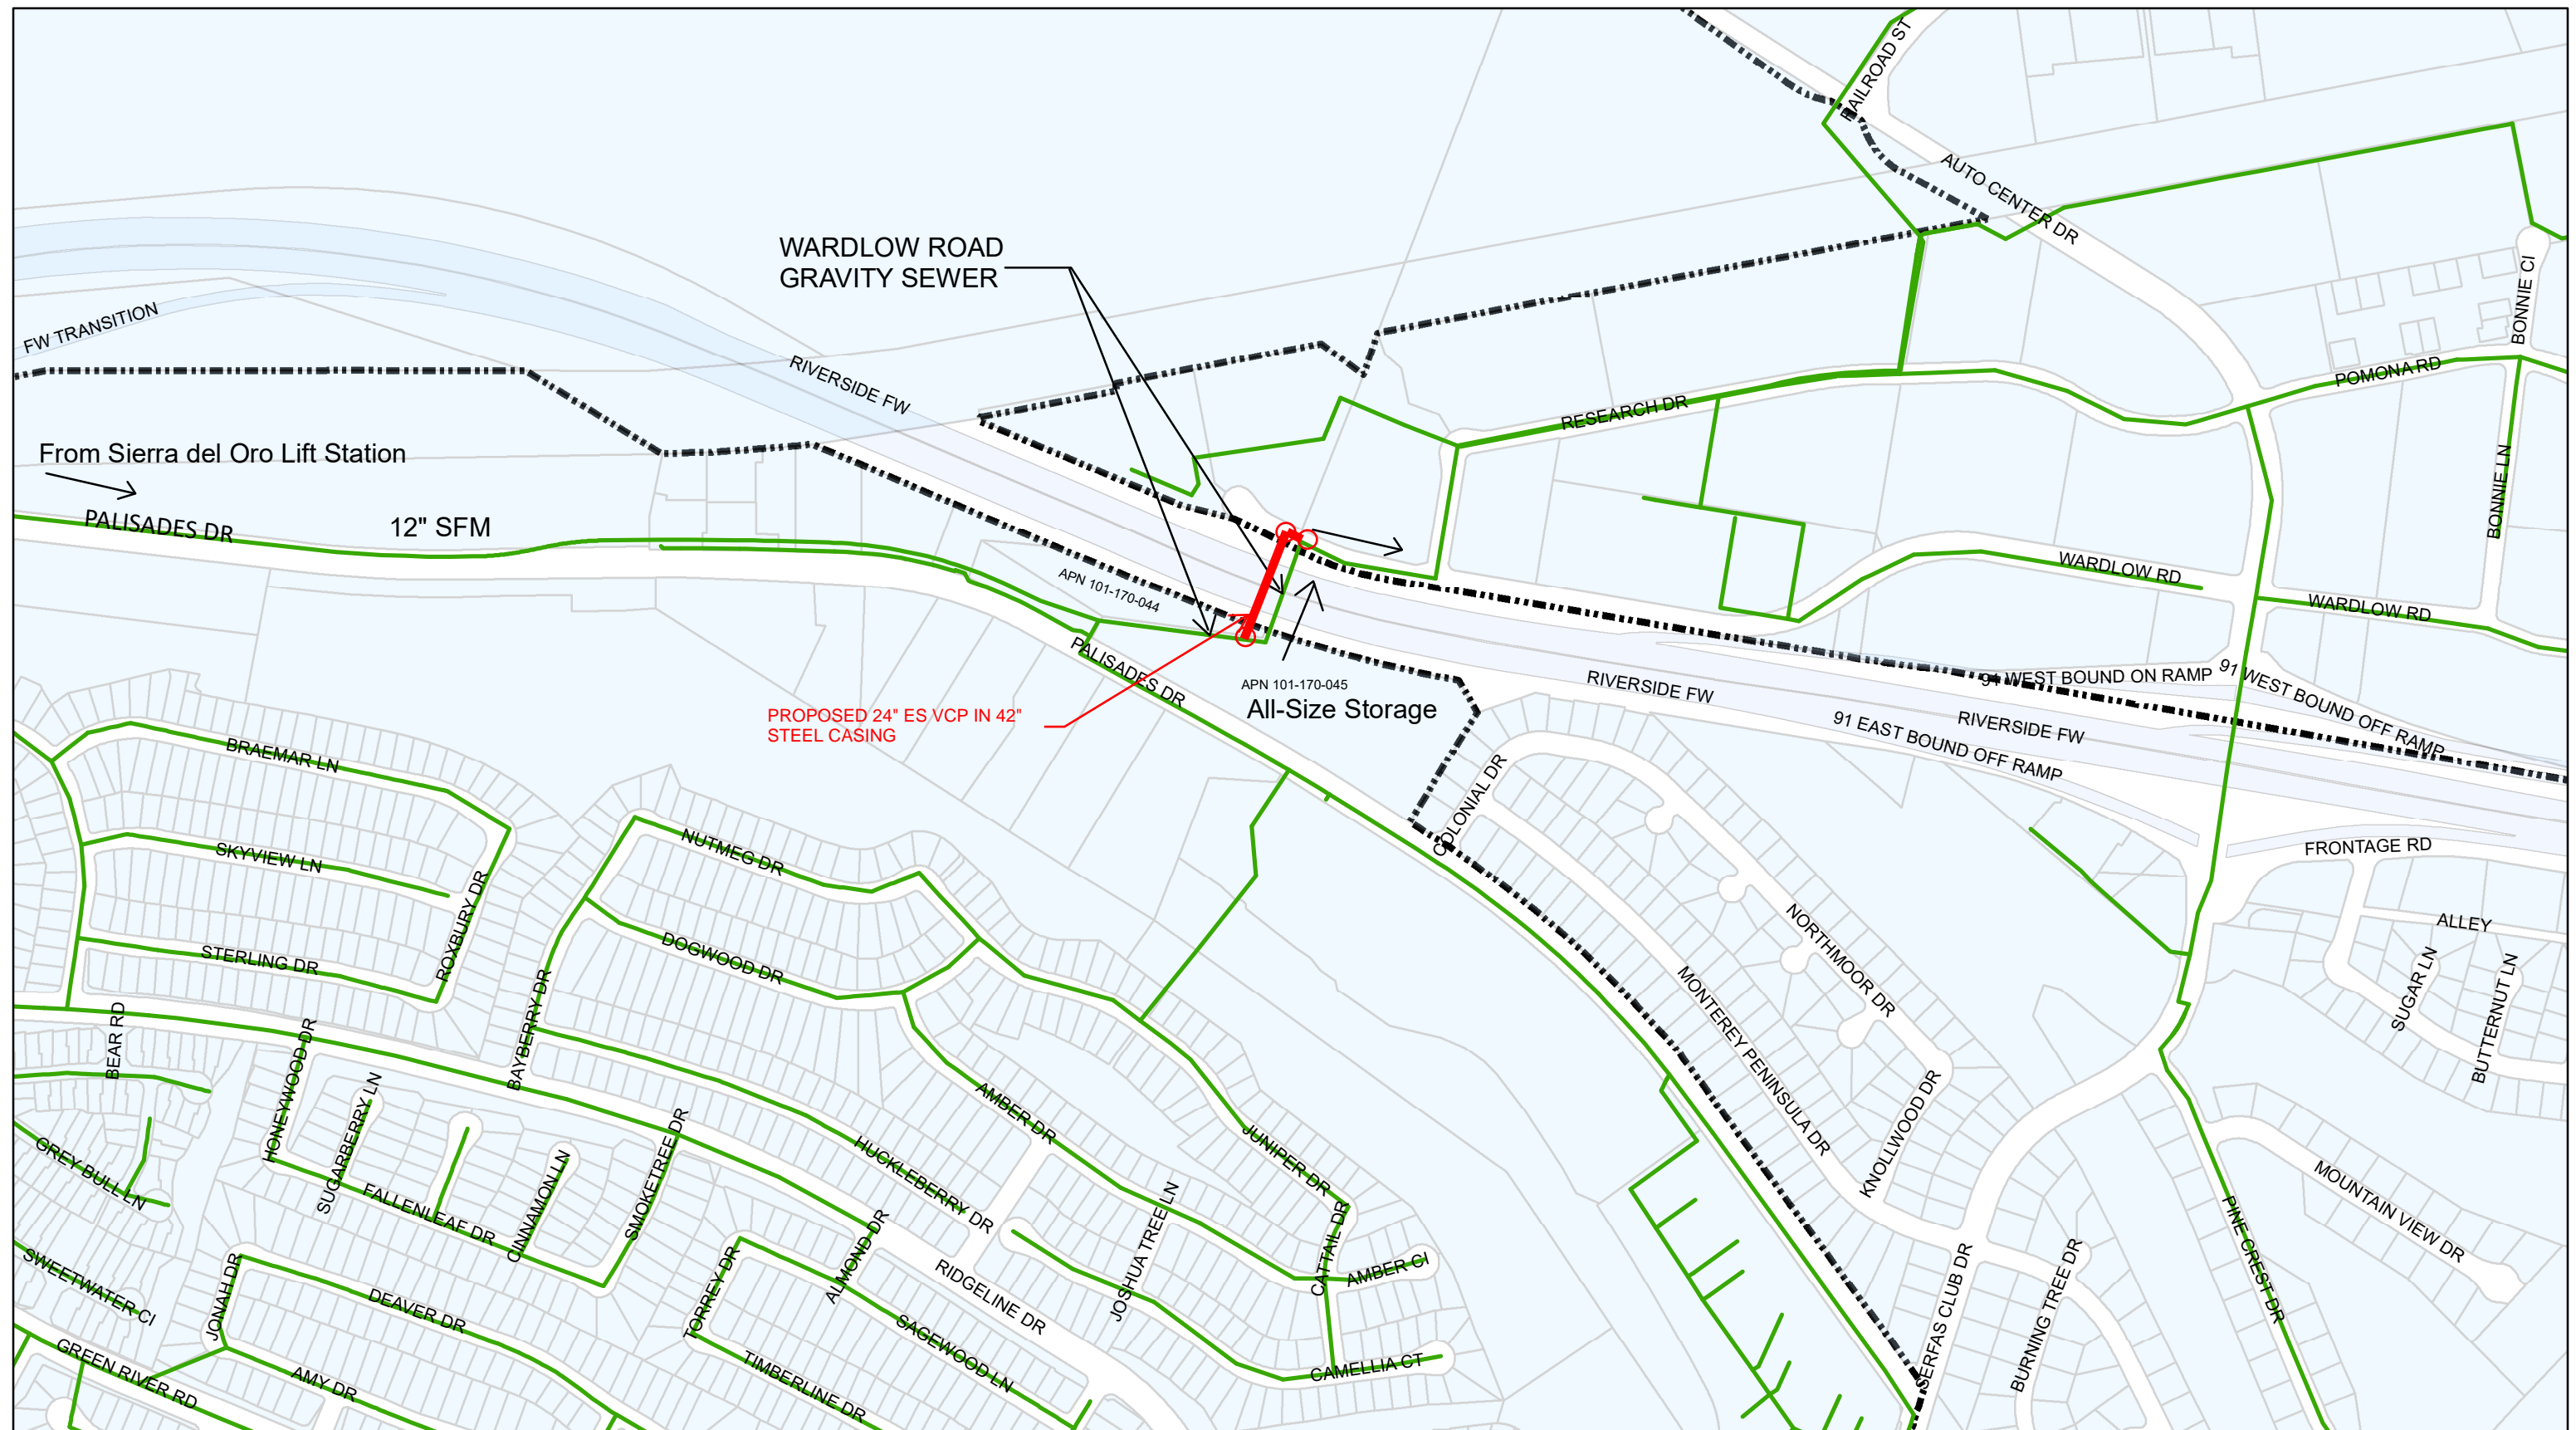 RAILROAD ST
AUTO CENTER DR
WARDLOW ROAD
GRAVITY SEWER
BONNIE CI
FW TRANSITION
RIVERSIDE FW
POMONA RD
RESEARCH DR
From Sierra del Oro Lift Station
BONNIE LN
PALISADES DR
12" SFM
WARDLOW RD
APN 101-170-044
WARDLOW RD
PALISADES DR
91 WEST BOUND ON RAMP
91 WEST BOUND OFF RAMP
APN 101-170-045
All-Size Storage
RIVERSIDE FW
PROPOSED 24" ES VCP IN 42"
STEEL CASING
RIVERSIDE FW
91 EAST BOUND OFF RAMP
BRAEMAR LN
COLONIAL DR
FRONTAGE RD
SKYVIEW LN
NUTMEG DR
ROXBURY DR
ALLEY
STERLING DR
DOGWOOD DR
NORTHMOOR DR
SUGAR LN
BUTTERNUT LN
BEAR RD
BAYBERRY DR
MONTEREY PENINSULA DR
HONEYWOOD DR
SUGARBERRY LN
AMBER DR
KNOLLWOOD DR
GREY BULL LN
HUCKLEBERRY DR
JUNIPER DR
SMOKETREE DR
CINNAMON LN
FALLENLEAF DR
MOUNTAIN VIEW DR
JOSHUA TREE LN
CATTAIL DR
PINE CREST DR
SWEETWATER CI
ALMOND DR
AMBER CI
JONAH DR
DEAVER DR
TORREY DR
RIDGELINE DR
SERFAS CLUB DR
BURNING TREE DR
SAGEWOOD LN
GREEN RIVER RD
AMY DR
TIMBERLINE DR
CAMELLIA CT